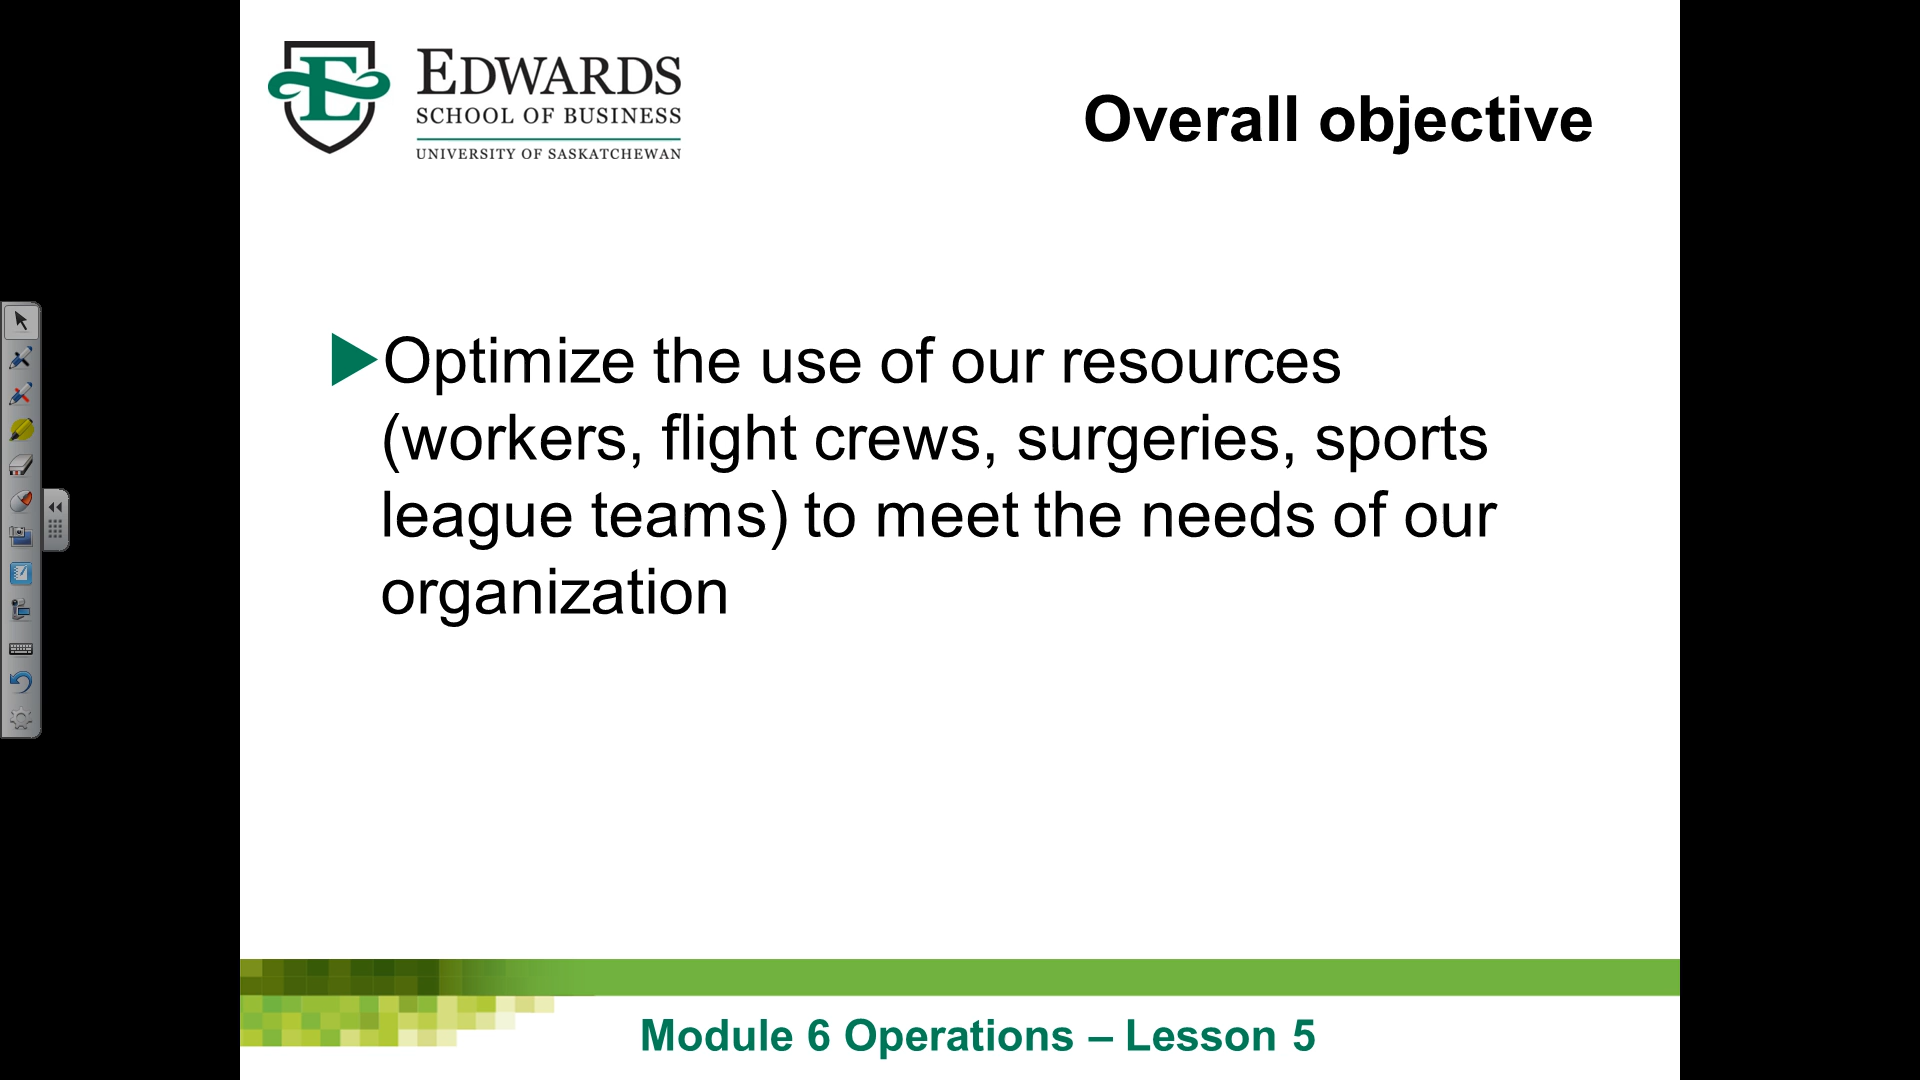 EDWARDS
SCHOOL OF BUSINESS
UNIVERSITY OF SASKATCHEWAN
Overall objective
Optimize the use of our resources
(workers, flight crews, surgeries, sports
league teams) to meet the needs of our
organization
Module 6 Operations – Lesson 5